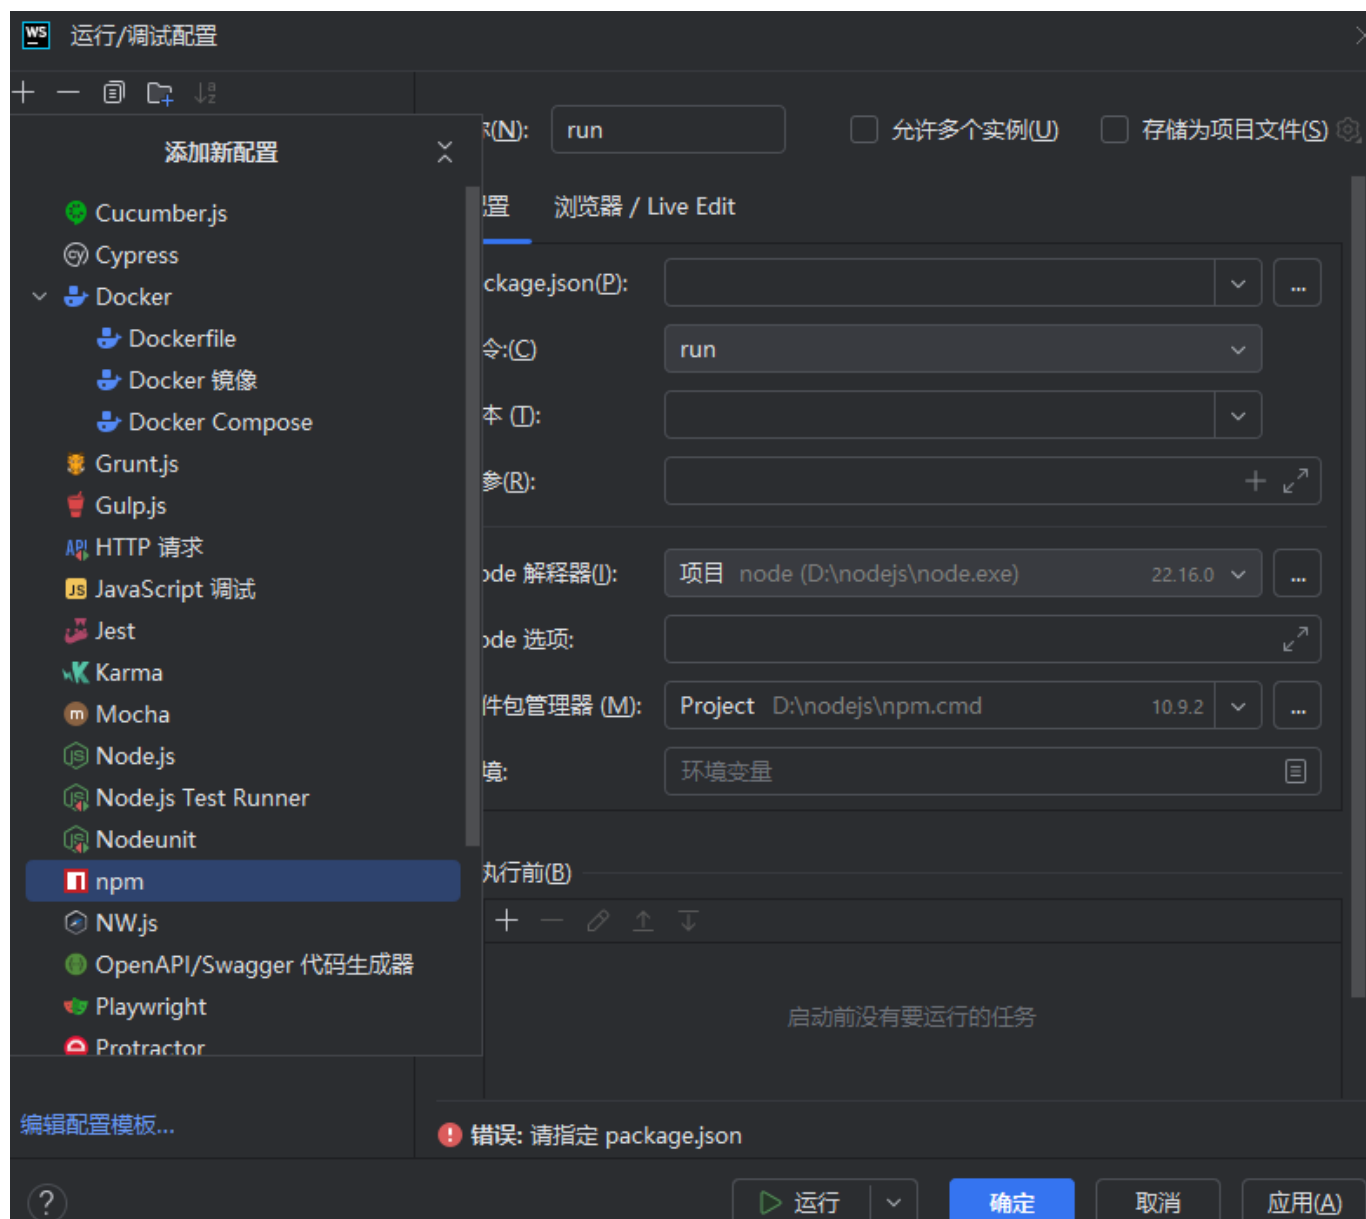 WS 运行/调试配置
添加新配置
Cucumber.js
Cypress
Docker
Dockerfile
Docker 镜像
Docker Compose
Grunt.js
Gulp.js
API HTTP 请求
JS JavaScript 调试
Jest
Karma
Mocha
Node.js
Node.js Test Runner
Nodeunit
npm
NW.js
OpenAPI/Swagger 代码生成器
Playwright
Protractor
编辑配置模板...
(N): run 允许多个实例(U) 存储为项目文件(S)
置 浏览器 / Live Edit
ckage.json(P): ...
令:(C) run
本 (T):
参(R):
ode 解释器(I): 项目 node (D:\nodejs\node.exe) 22.16.0 ...
ode 选项:
件包管理器 (M): Project D:\nodejs\npm.cmd 10.9.2 ...
境: 环境变量
执行前(B)
启动前没有要运行的任务
错误: 请指定 package.json
? 运行 确定 取消 应用(A)